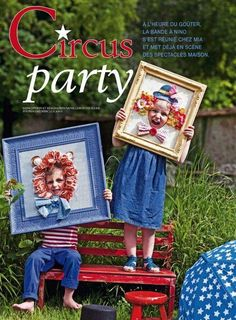 Circus
party
À L'HEURE DU GOÛTER,
LA BANDE À NINO
S'EST RÉUNIE CHEZ MIA
ET MET DÉJÀ EN SCÈNE
DES SPECTACLES MAISON.